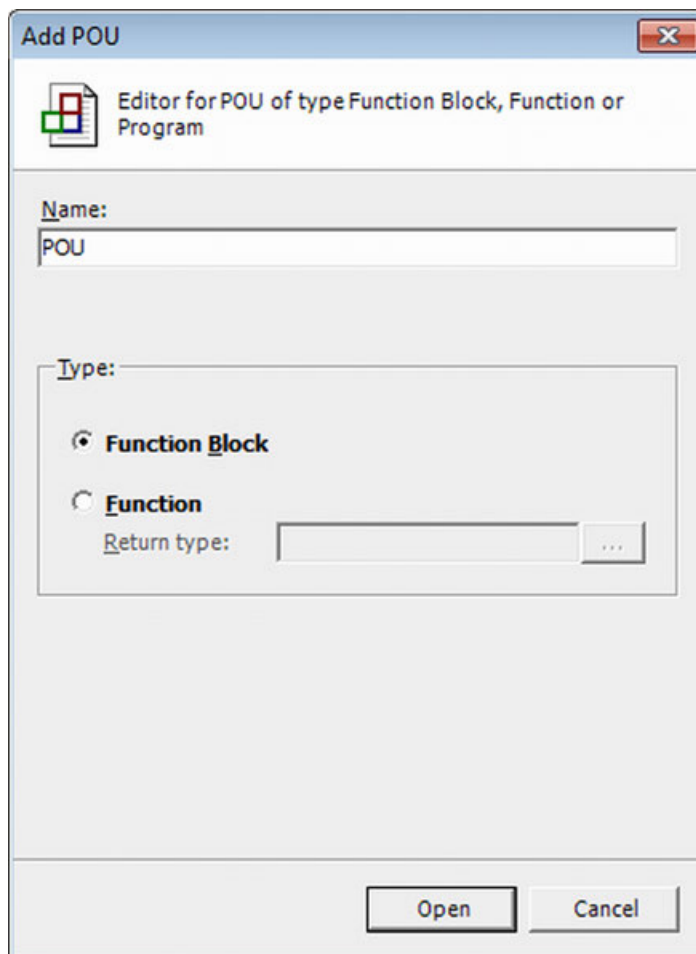 Add POU
Editor for POU of type Function Block, Function or
Program
Name:
POU
Type:
Function Block
Function
Return type:
...
Open
Cancel